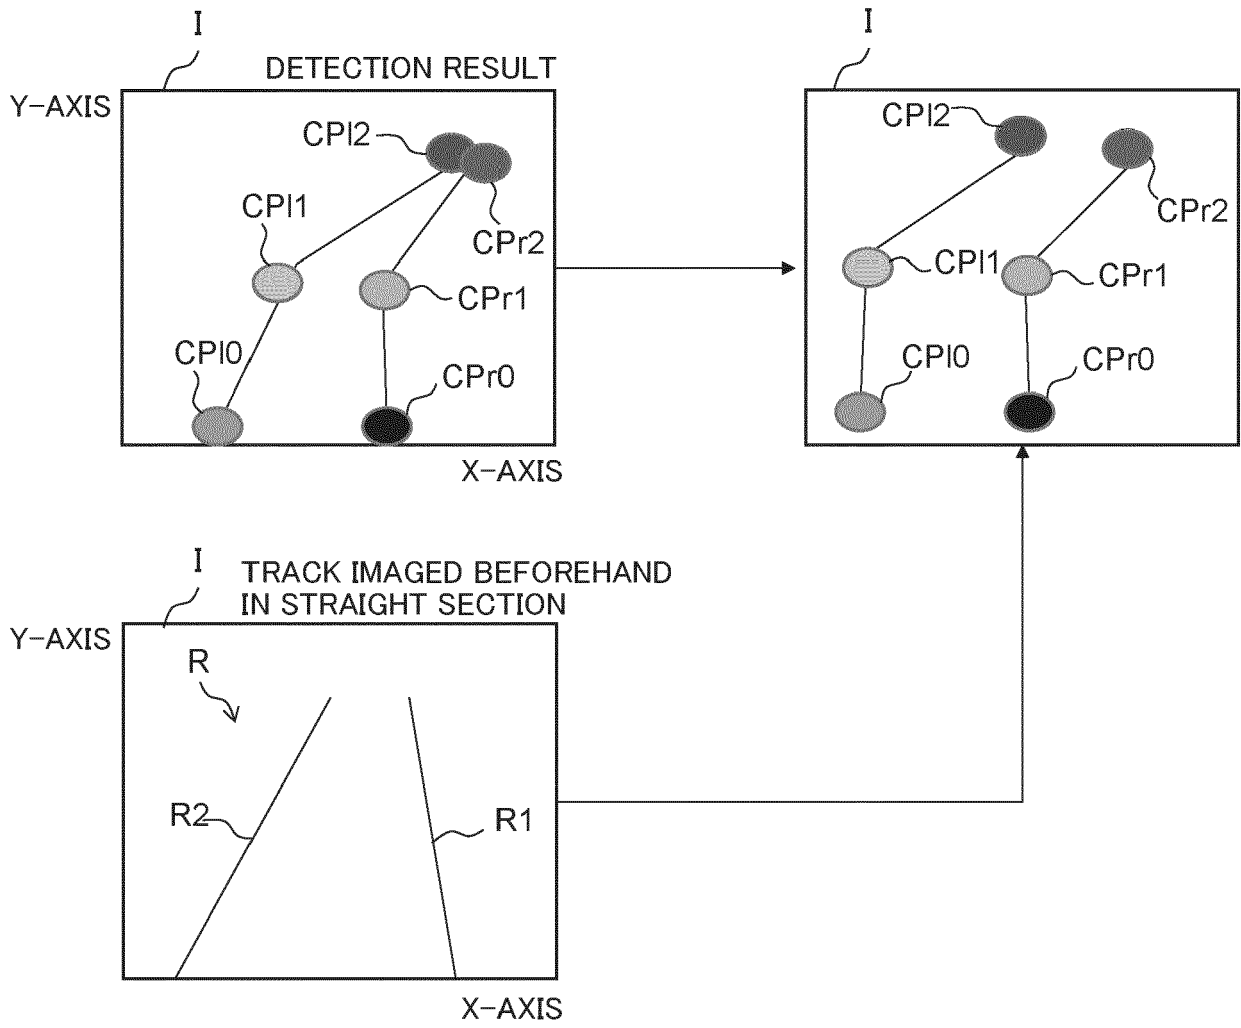 I
DETECTION RESULT
Y-AXIS
CPl2
CPl1
CPr2
CPr1
CPl0
CPr0
X-AXIS
I
CPl2
CPr2
CPl1
CPr1
CPl0
CPr0
I
TRACK IMAGED BEFOREHAND
IN STRAIGHT SECTION
Y-AXIS
R
R2
R1
X-AXIS